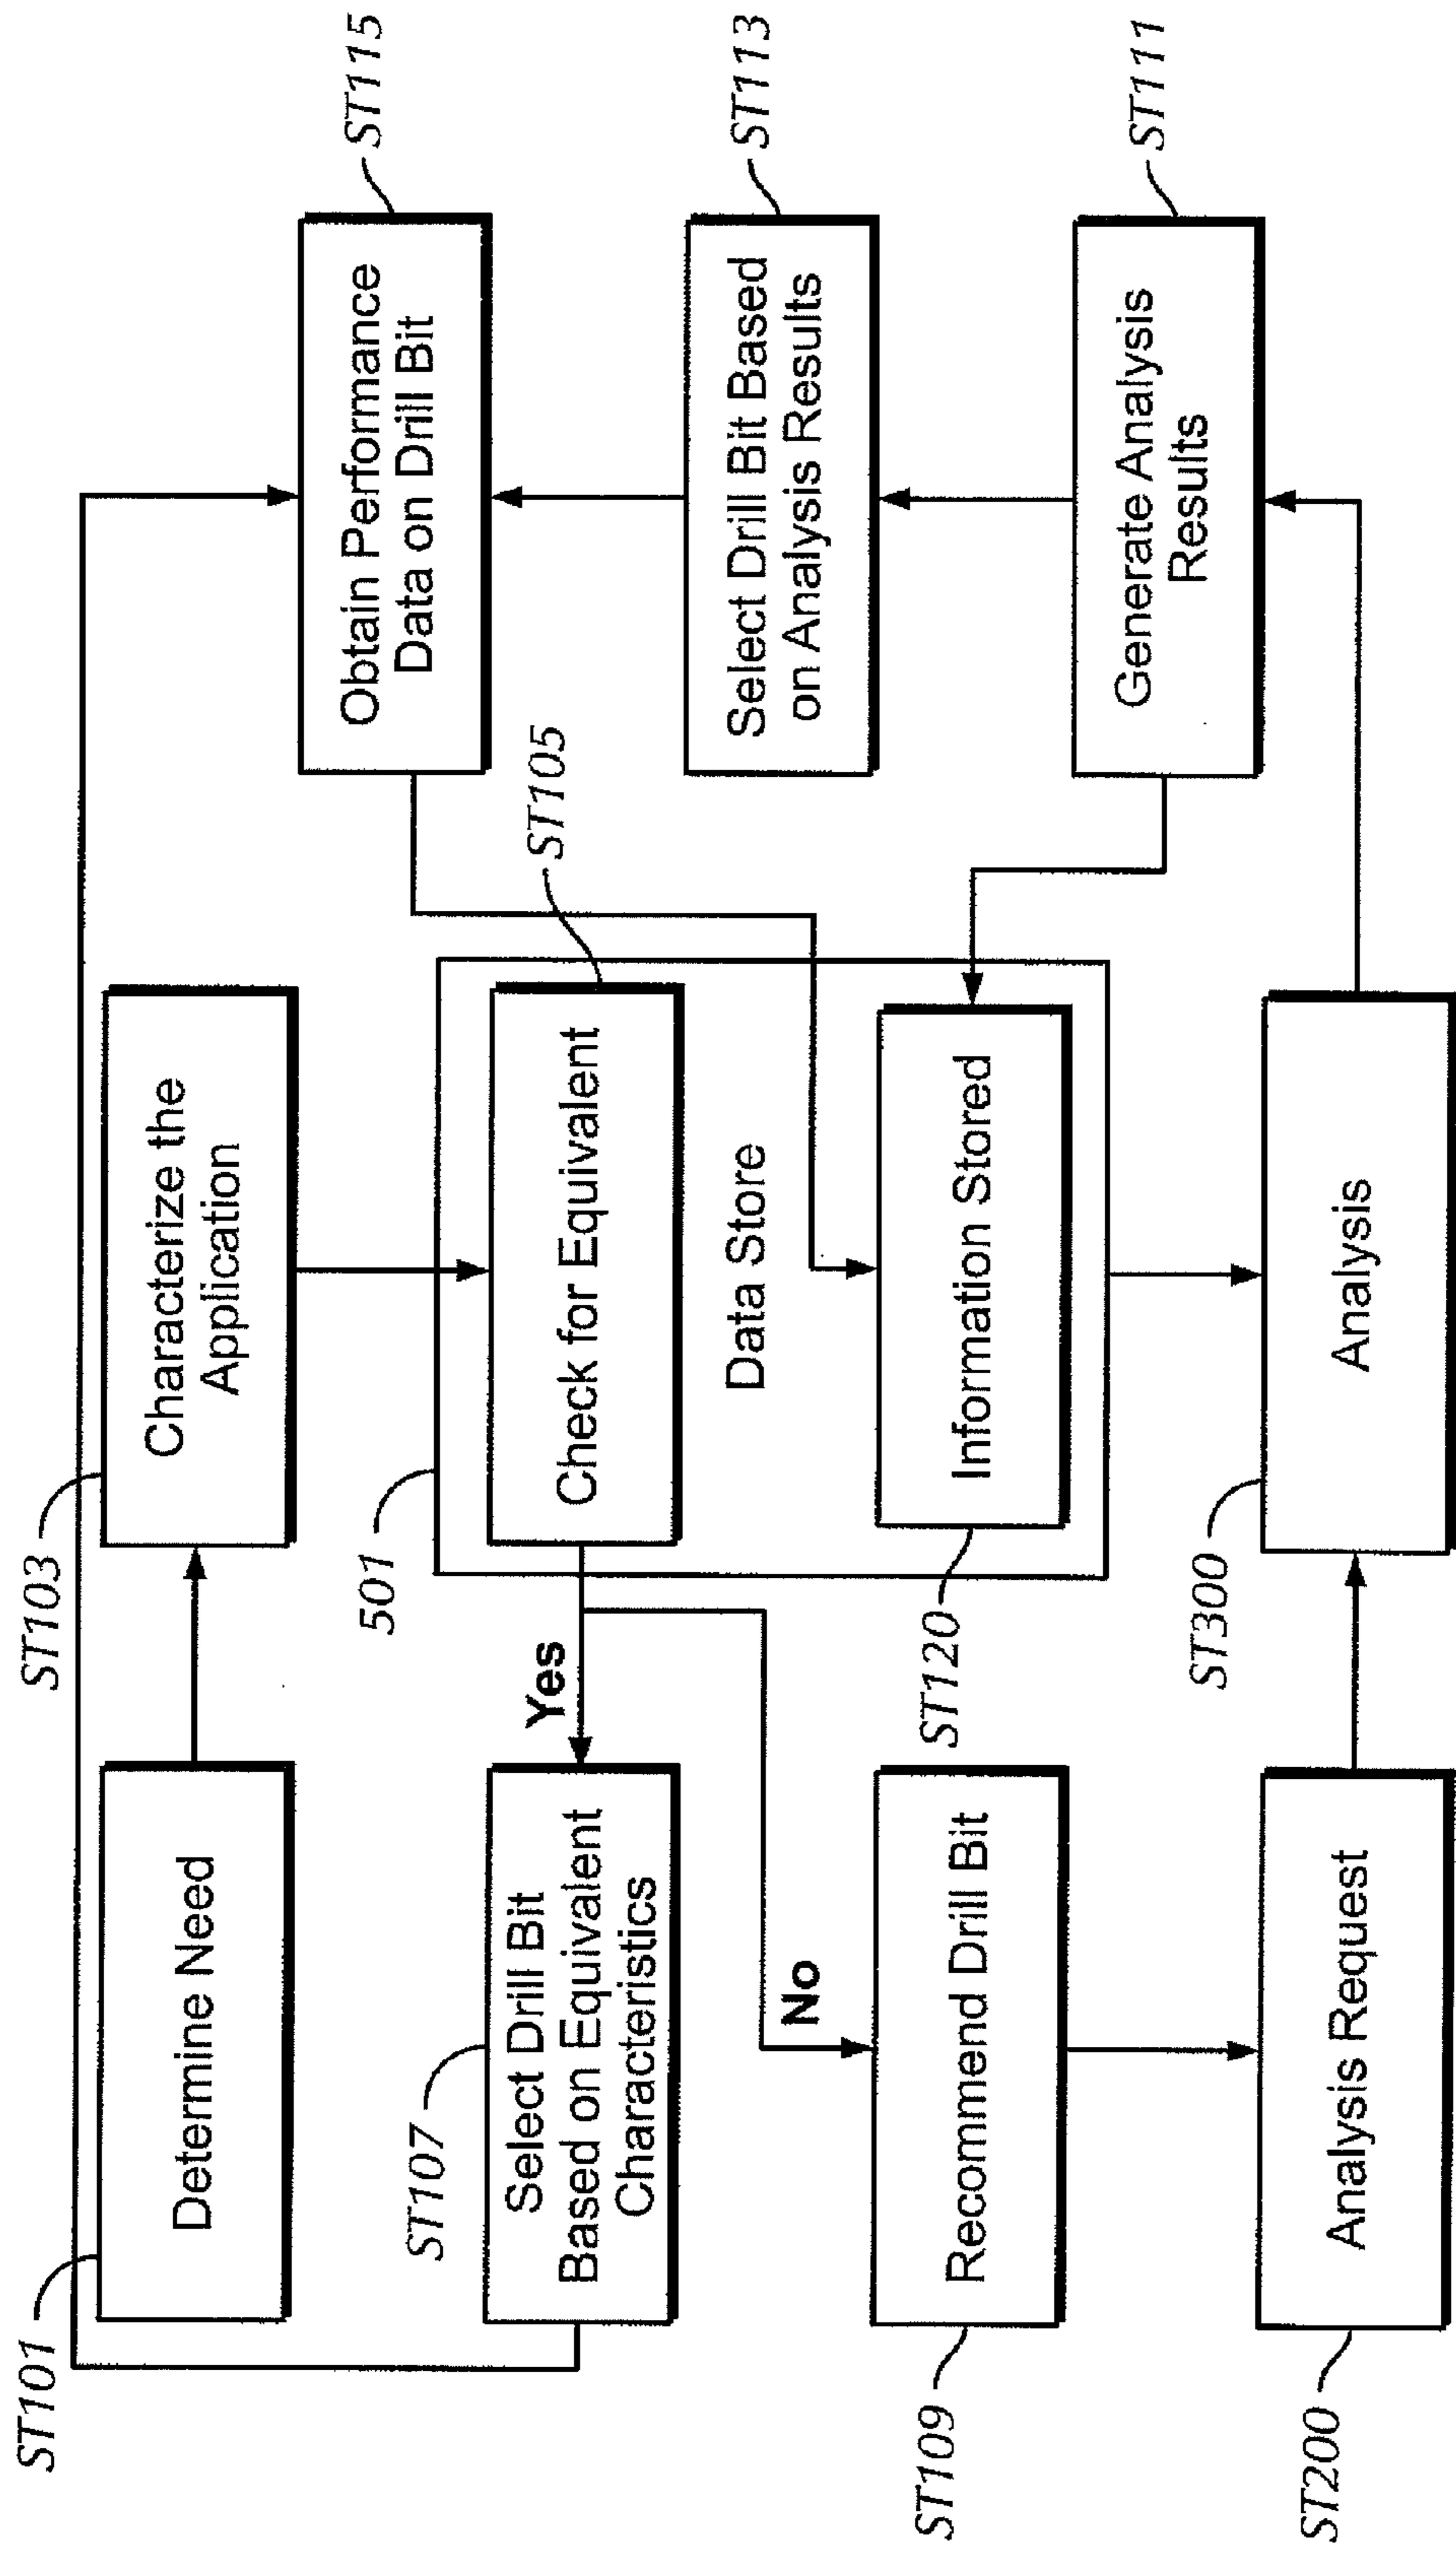 ST101
Determine Need
ST103
Characterize the
Application
ST107
Select Drill Bit
Based on Equivalent
Characteristics
Yes
No
501
Check for Equivalent
ST105
Data Store
Information Stored
ST120
Obtain Performance
Data on Drill Bit
ST115
Select Drill Bit Based
on Analysis Results
ST113
ST109
Recommend Drill Bit
ST200
Analysis Request
ST300
Analysis
Generate Analysis
Results
ST111